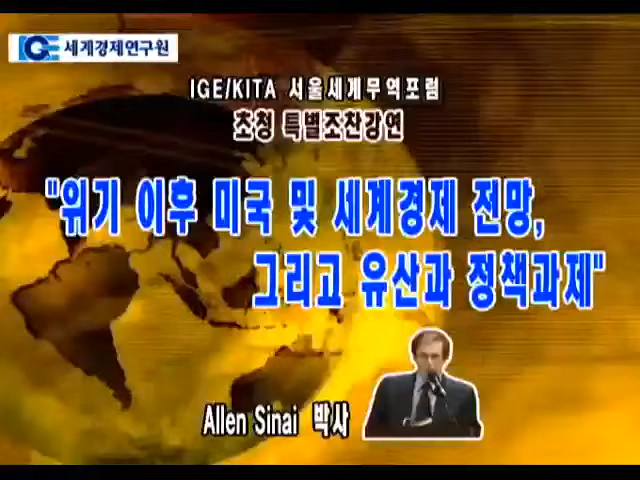 IGE 세계경제연구원
IGE/KITA 서울세계무역포럼
초청 특별조찬강연
"위기 이후 미국 및 세계경제 전망,
그리고 유산과 정책과제"
Allen Sinai 박사